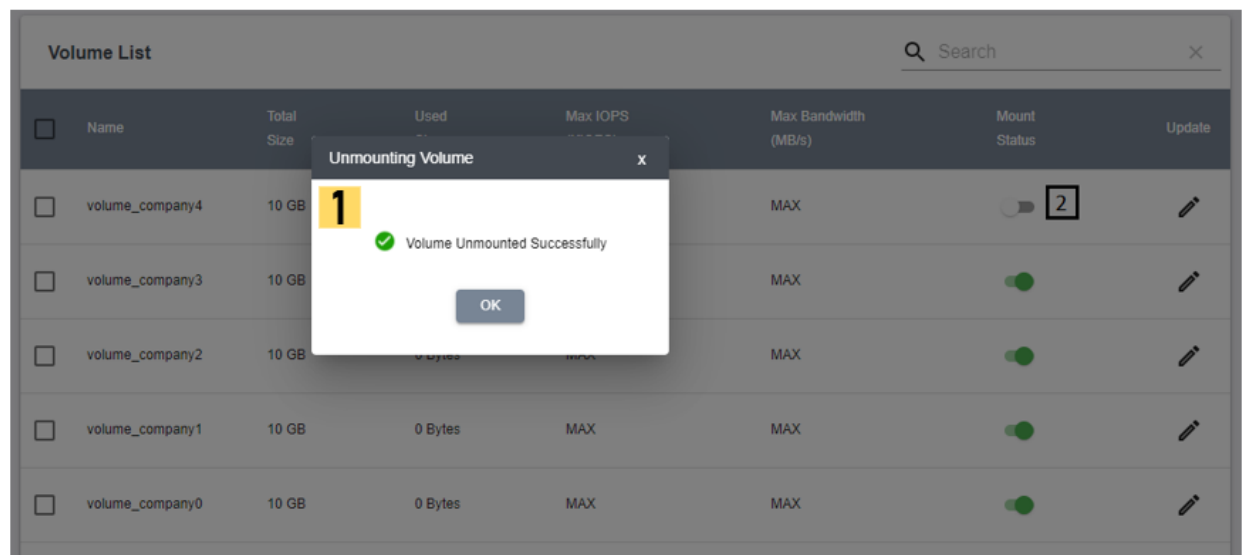 Volume List
Search
Name
Total
Size
Used
Max IOPS
Max Bandwidth
(MB/s)
Mount
Status
Update
Unmounting Volume
x
1
Volume Unmounted Successfully
OK
volume_company4
10 GB
MAX
2
volume_company3
10 GB
MAX
volume_company2
10 GB
MAX
volume_company1
10 GB
0 Bytes
MAX
MAX
volume_company0
10 GB
0 Bytes
MAX
MAX